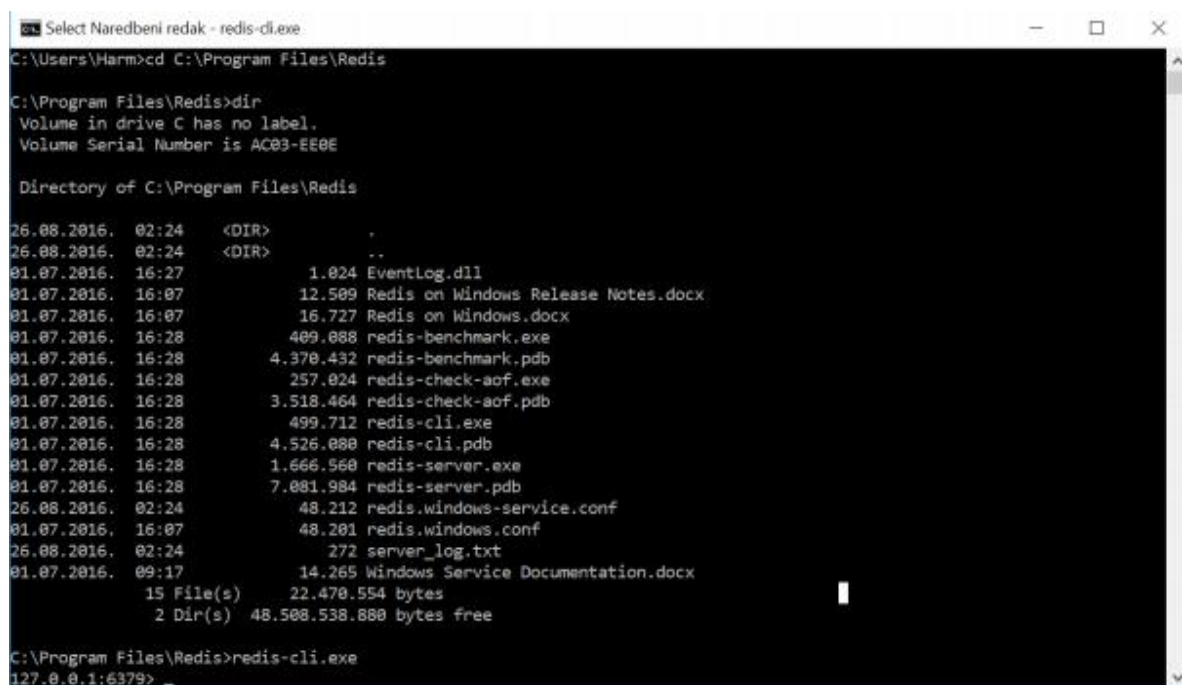 Select Naredbeni redak - redis-cli.exe
C:\Users\Harm>cd C:\Program Files\Redis
C:\Program Files\Redis>dir
Volume in drive C has no label.
Volume Serial Number is AC03-EE0E
Directory of C:\Program Files\Redis
26.08.2016. 02:24 <DIR> .
26.08.2016. 02:24 <DIR> ..
01.07.2016. 16:27 1.024 EventLog.dll
01.07.2016. 16:07 12.509 Redis on Windows Release Notes.docx
01.07.2016. 16:07 16.727 Redis on Windows.docx
01.07.2016. 16:28 409.088 redis-benchmark.exe
01.07.2016. 16:28 4.370.432 redis-benchmark.pdb
01.07.2016. 16:28 257.024 redis-check-aof.exe
01.07.2016. 16:28 3.518.464 redis-check-aof.pdb
01.07.2016. 16:28 499.712 redis-cli.exe
01.07.2016. 16:28 4.526.080 redis-cli.pdb
01.07.2016. 16:28 1.666.560 redis-server.exe
01.07.2016. 16:28 7.081.984 redis-server.pdb
26.08.2016. 02:24 48.212 redis.windows-service.conf
01.07.2016. 16:07 48.201 redis.windows.conf
26.08.2016. 02:24 272 server_log.txt
01.07.2016. 09:17 14.265 Windows Service Documentation.docx
15 File(s) 22.470.554 bytes
2 Dir(s) 48.508.538.880 bytes free
C:\Program Files\Redis>redis-cli.exe
127.0.0.1:6379> _